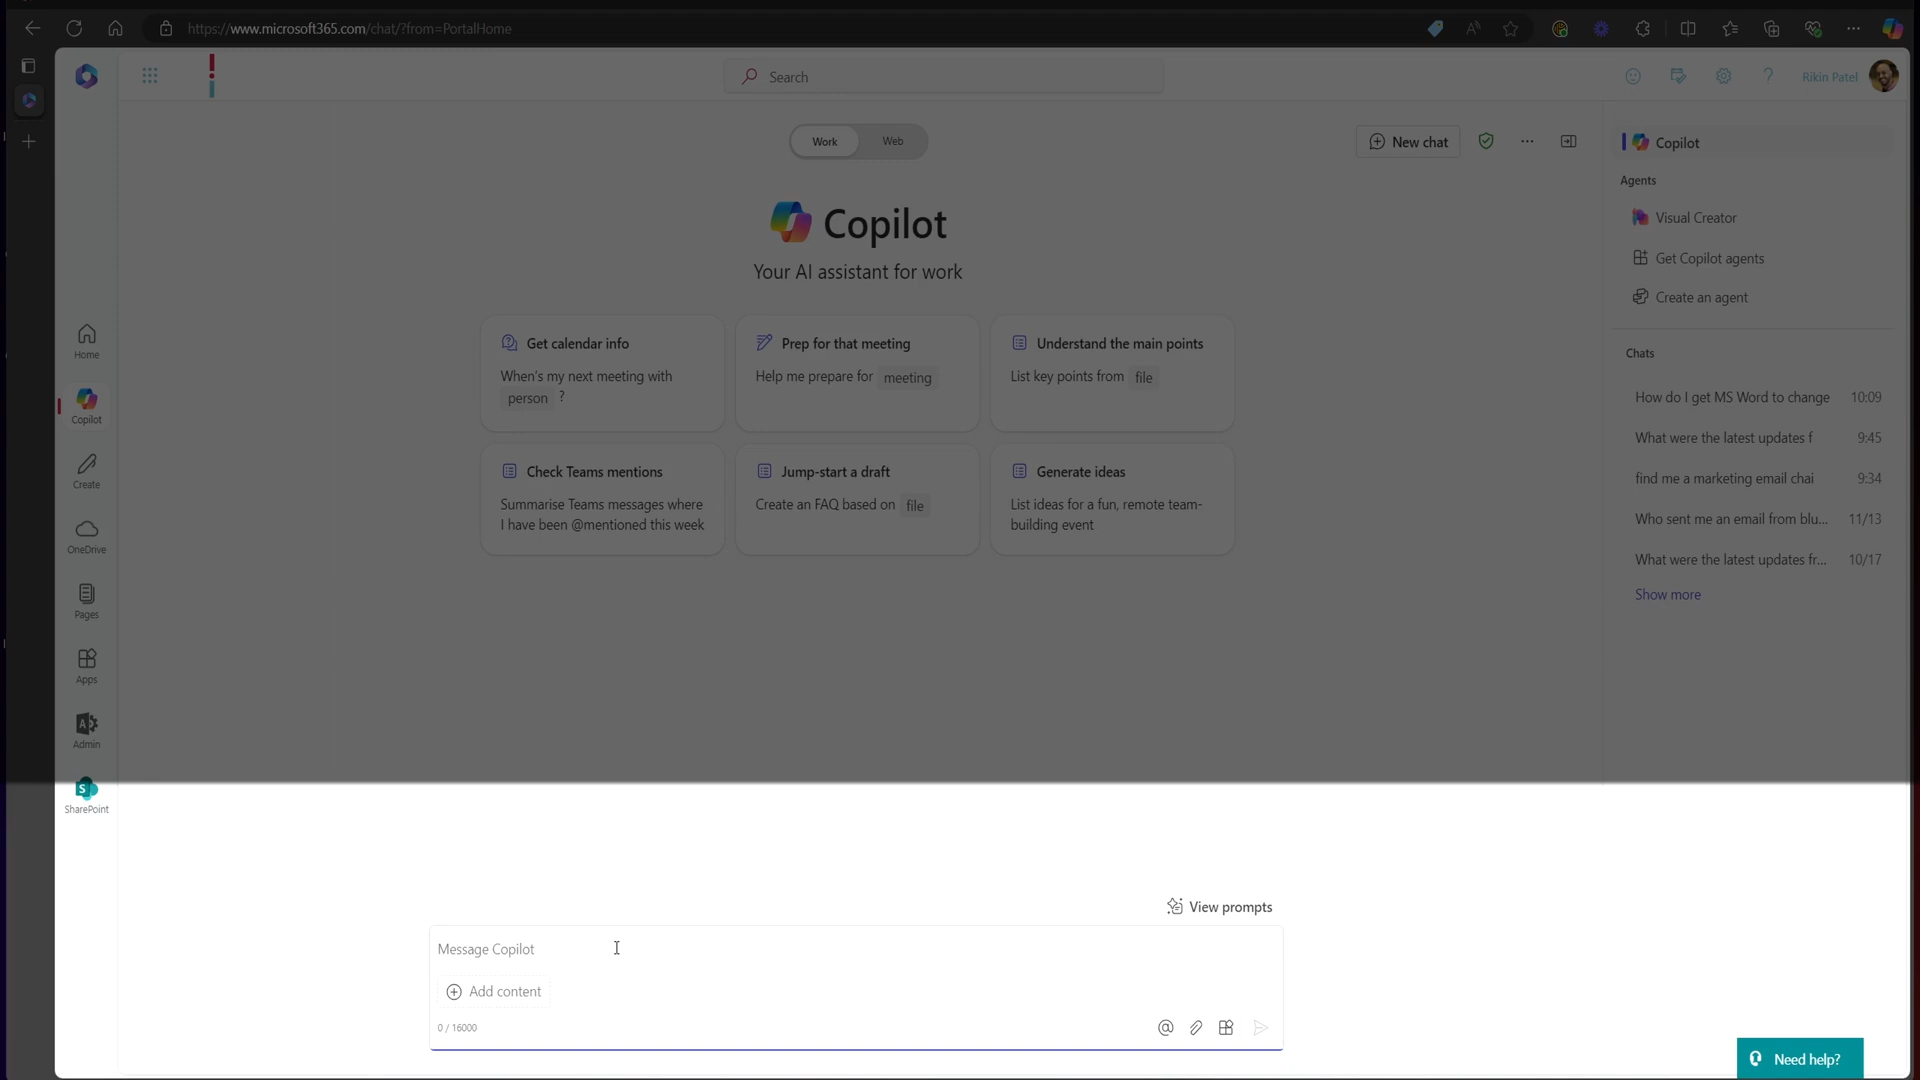 https://www.microsoft365.com/chat/?from=PortalHome
Search
Rikin Patel
Work
Web
New chat
Copilot
Your AI assistant for work
Get calendar info
When's my next meeting with
person ?
Prep for that meeting
Help me prepare for meeting
Understand the main points
List key points from file
Check Teams mentions
Summarise Teams messages where
I have been @mentioned this week
Jump-start a draft
Create an FAQ based on file
Generate ideas
List ideas for a fun, remote team-
building event
Home
Copilot
Create
OneDrive
Pages
Apps
Admin
SharePoint
Copilot
Agents
Visual Creator
Get Copilot agents
Create an agent
Chats
How do I get MS Word to change 10:09
What were the latest updates f 9:45
find me a marketing email chai 9:34
Who sent me an email from blu... 11/13
What were the latest updates fr... 10/17
Show more
View prompts
Message Copilot
Add content
0 / 16000
Need help?